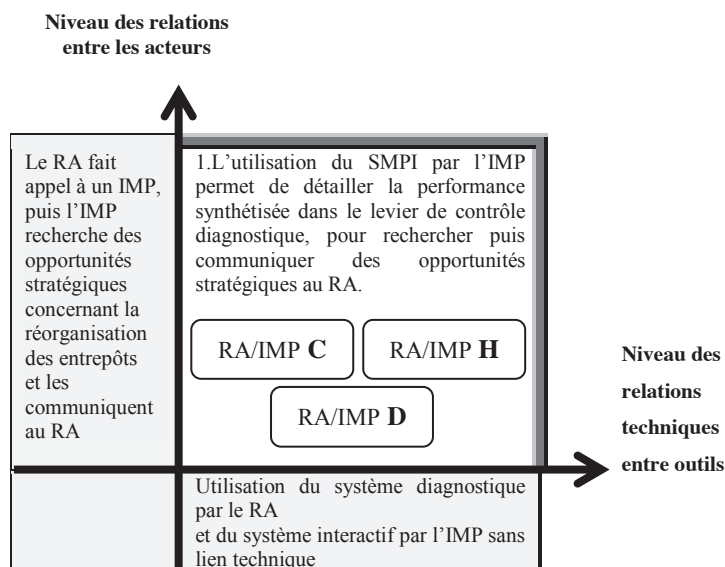 Niveau des relations
entre les acteurs
Le RA fait
appel à un IMP,
puis l'IMP
recherche des
opportunités
stratégiques
concernant la
réorganisation
des entrepôts
et les
communiquent
au RA
1.L'utilisation du SMPI par l'IMP
permet de détailler la performance
synthétisée dans le levier de contrôle
diagnostique, pour rechercher puis
communiquer des opportunités
stratégiques au RA.
RA/IMP C
RA/IMP H
RA/IMP D
Niveau des
relations
techniques
entre outils
Utilisation du système diagnostique
par le RA
et du système interactif par l'IMP sans
lien technique